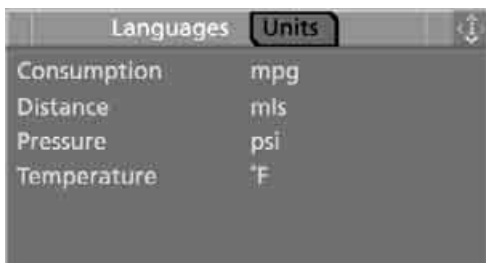 Languages Units
Consumption mpg
Distance mls
Pressure psi
Temperature °F